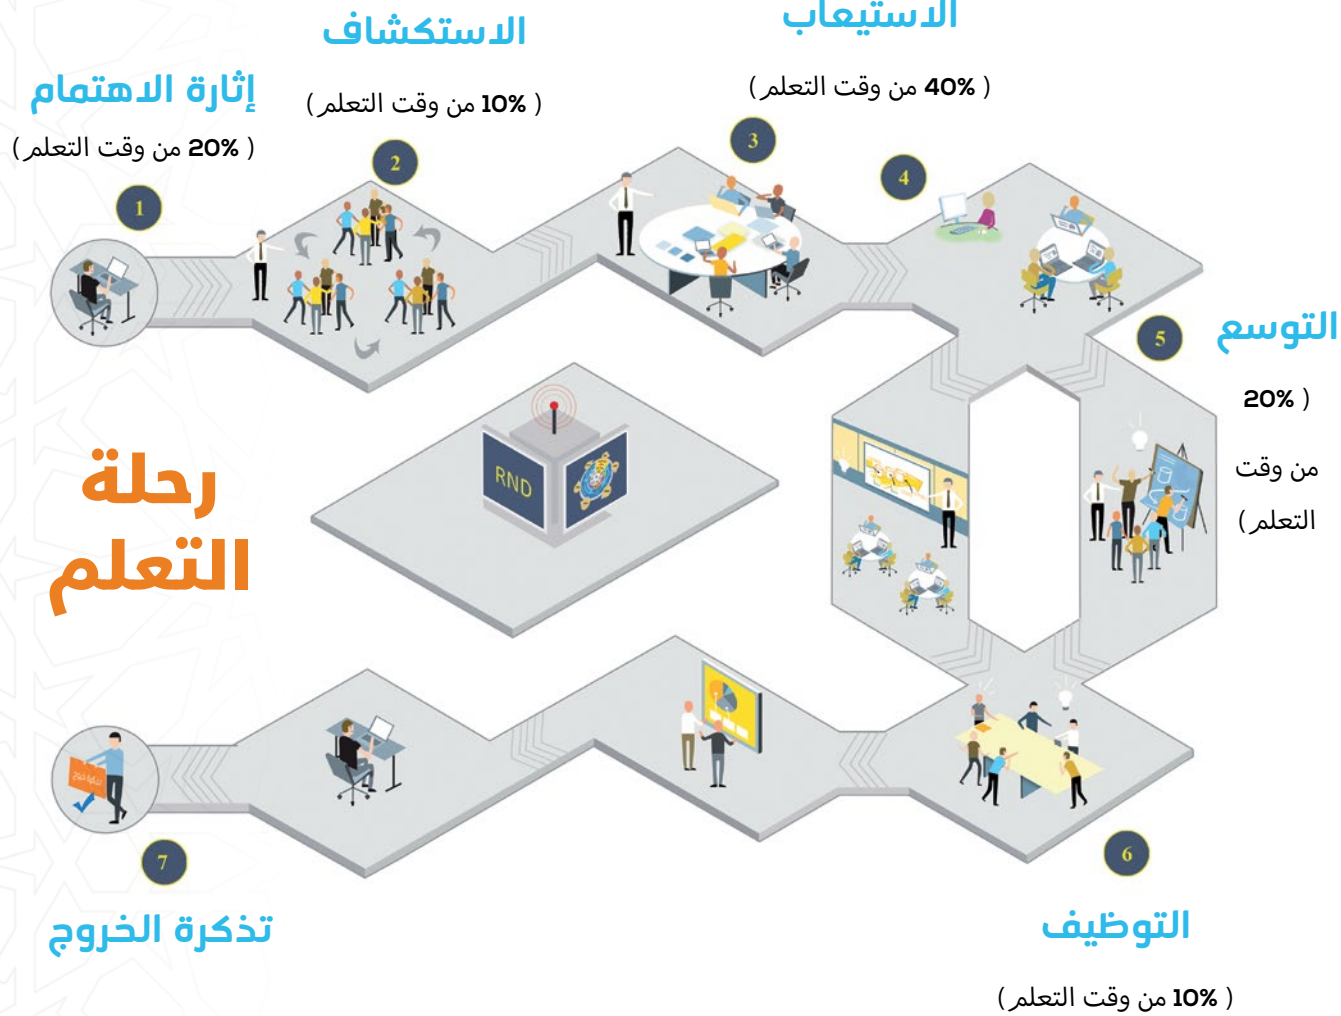 الاستيعاب
( 40% من وقت التعلم)
الاستكشاف
( 10% من وقت التعلم)
إثارة الاهتمام
( 20% من وقت التعلم)
1
2
3
4
5
التوسع
( 20%
من وقت
التعلم)
RND
رحلة
التعلم
تذكرة خروج
7
تذكرة الخروج
6
التوظيف
( 10% من وقت التعلم)